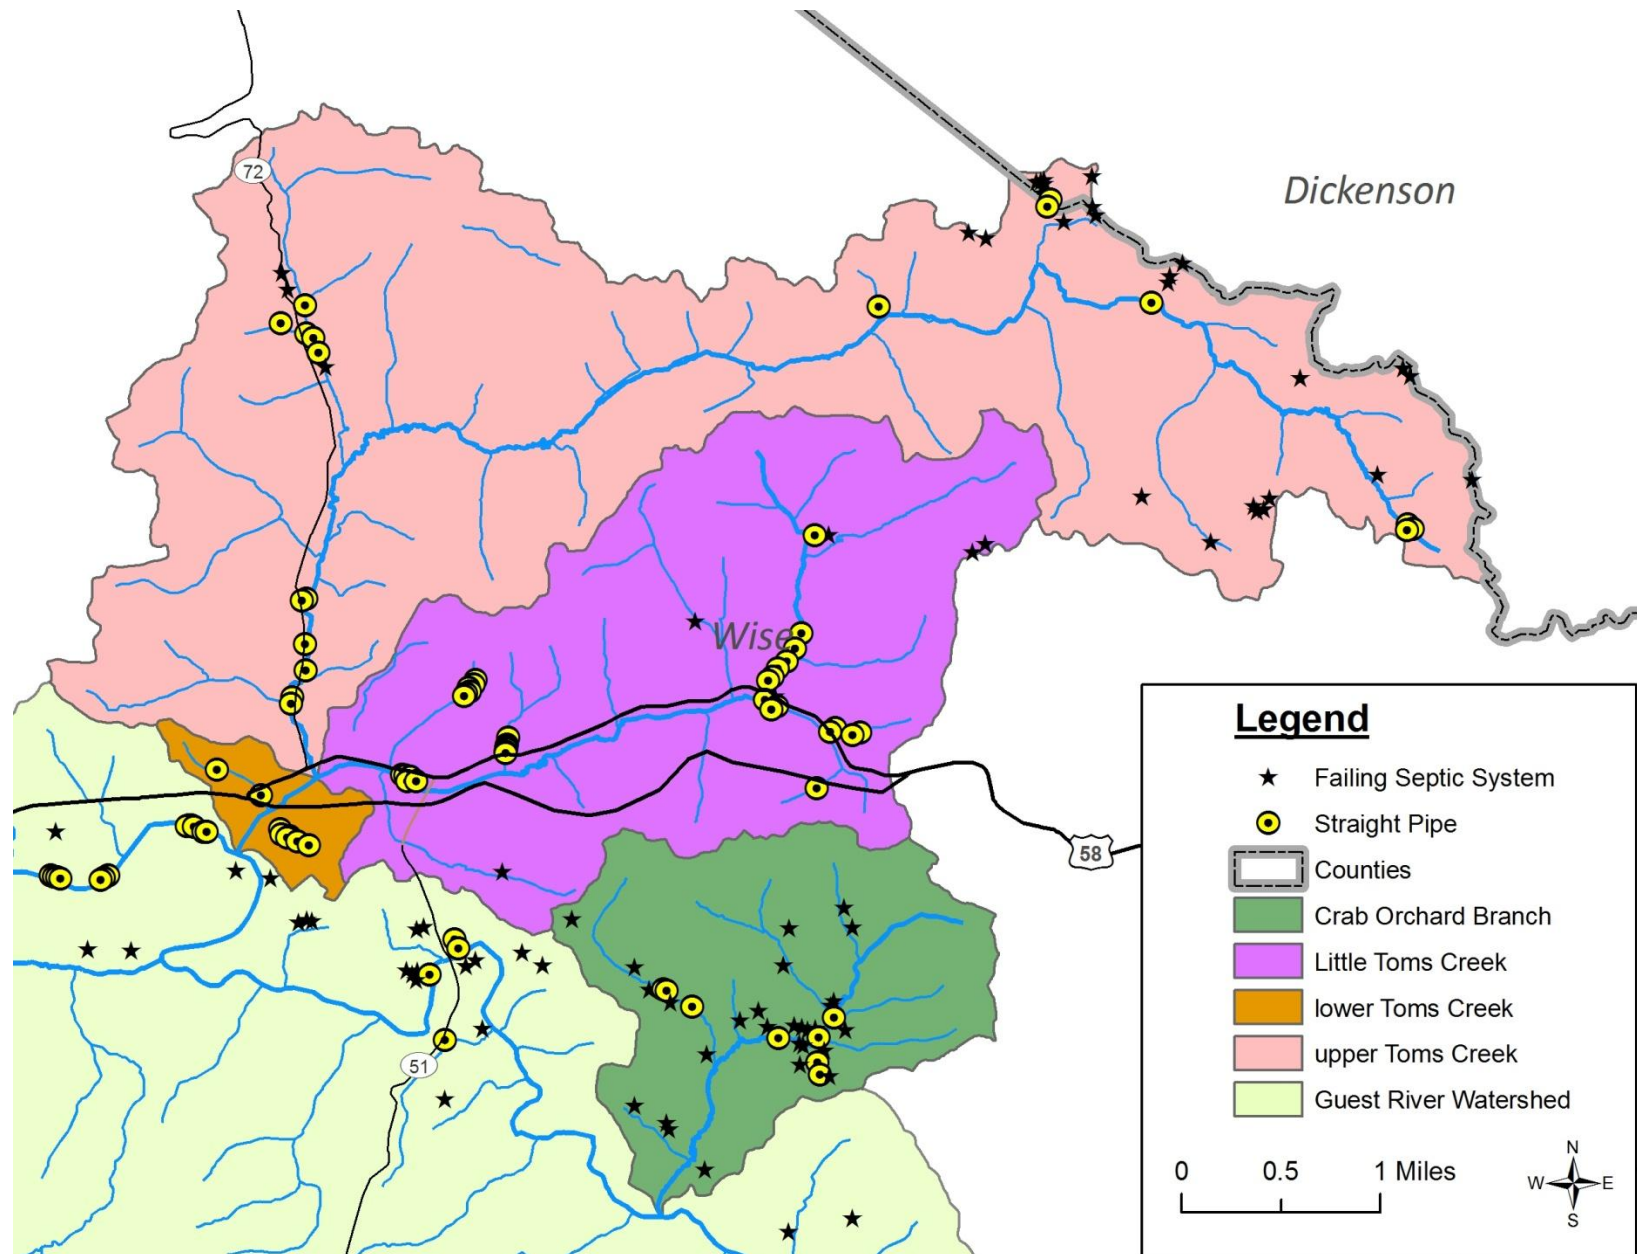 72
Dickenson
Wise
58
51
Legend
Failing Septic System
Straight Pipe
Counties
Crab Orchard Branch
Little Toms Creek
lower Toms Creek
upper Toms Creek
Guest River Watershed
0 0.5 1 Miles
N
W E
S